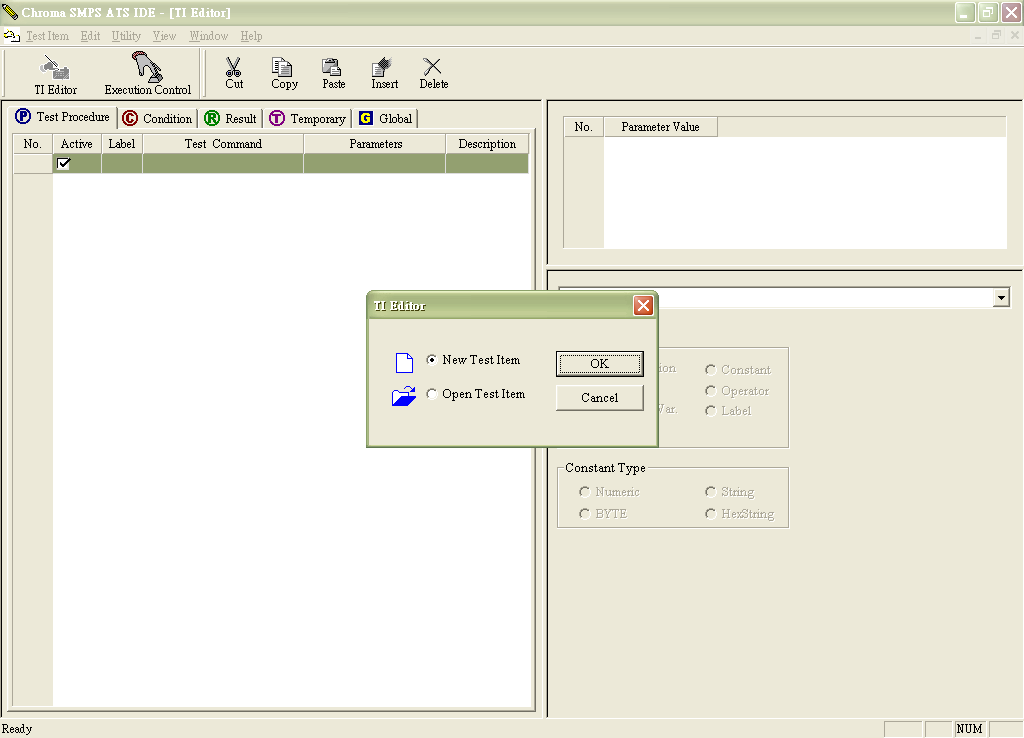 Chroma SMPS ATS IDE - [TI Editor]
Test Item Edit Utility View Window Help
TI Editor Execution Control Cut Copy Paste Insert Delete
P Test Procedure C Condition R Result T Temporary G Global
No. Active Label Test Command Parameters Description
No. Parameter Value
TI Editor
New Test Item OK
Open Test Item Cancel
Constant
Operator
Var. Label
Constant Type
Numeric String
BYTE HexString
Ready NUM